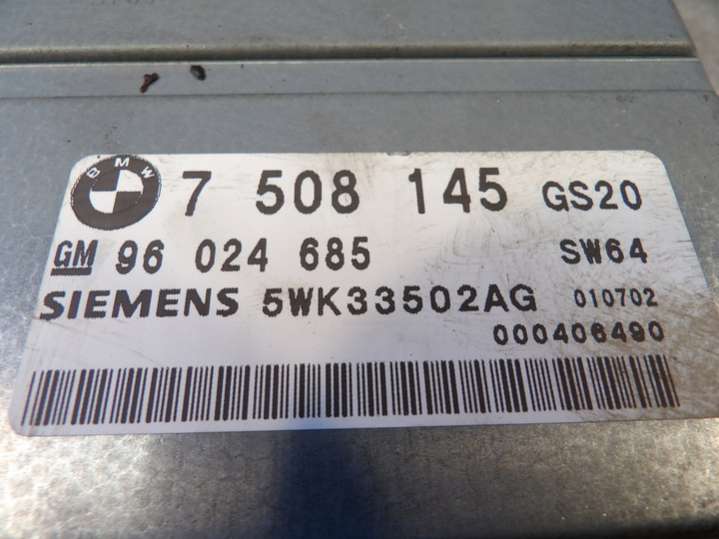 BMW 7 508 145 GS20
GM 96 024 685 SW64
SIEMENS 5WK33502AG 010702
000406490